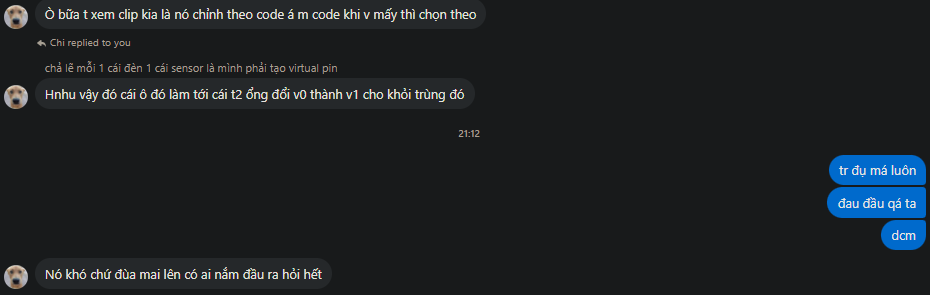 Ò bữa t xem clip kia là nó chỉnh theo code á m code khi v mấy thì chọn theo
Chi replied to you
chả lẽ mỗi 1 cái đèn 1 cái sensor là mình phải tạo virtual pin
Hnhu vậy đó cái ô đó làm tới cái t2 ổng đổi v0 thành v1 cho khỏi trùng đó
21:12
tr đụ má luôn
đau đầu qá ta
dcm
Nó khó chứ đùa mai lên có ai nắm đầu ra hỏi hết